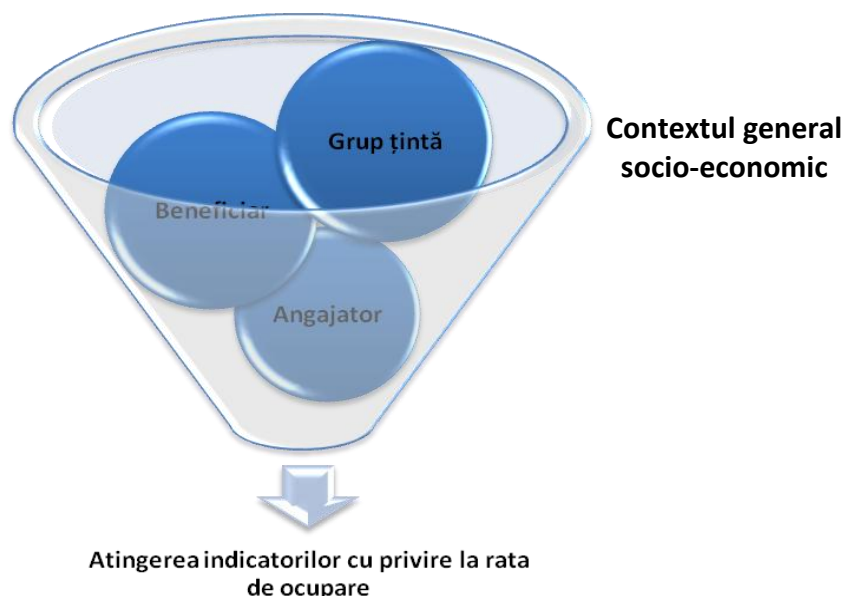 Grup țintă
Contextul general
socio-economic
Beneficiar
Angajator
Atingerea indicatorilor cu privire la rata
de ocupare